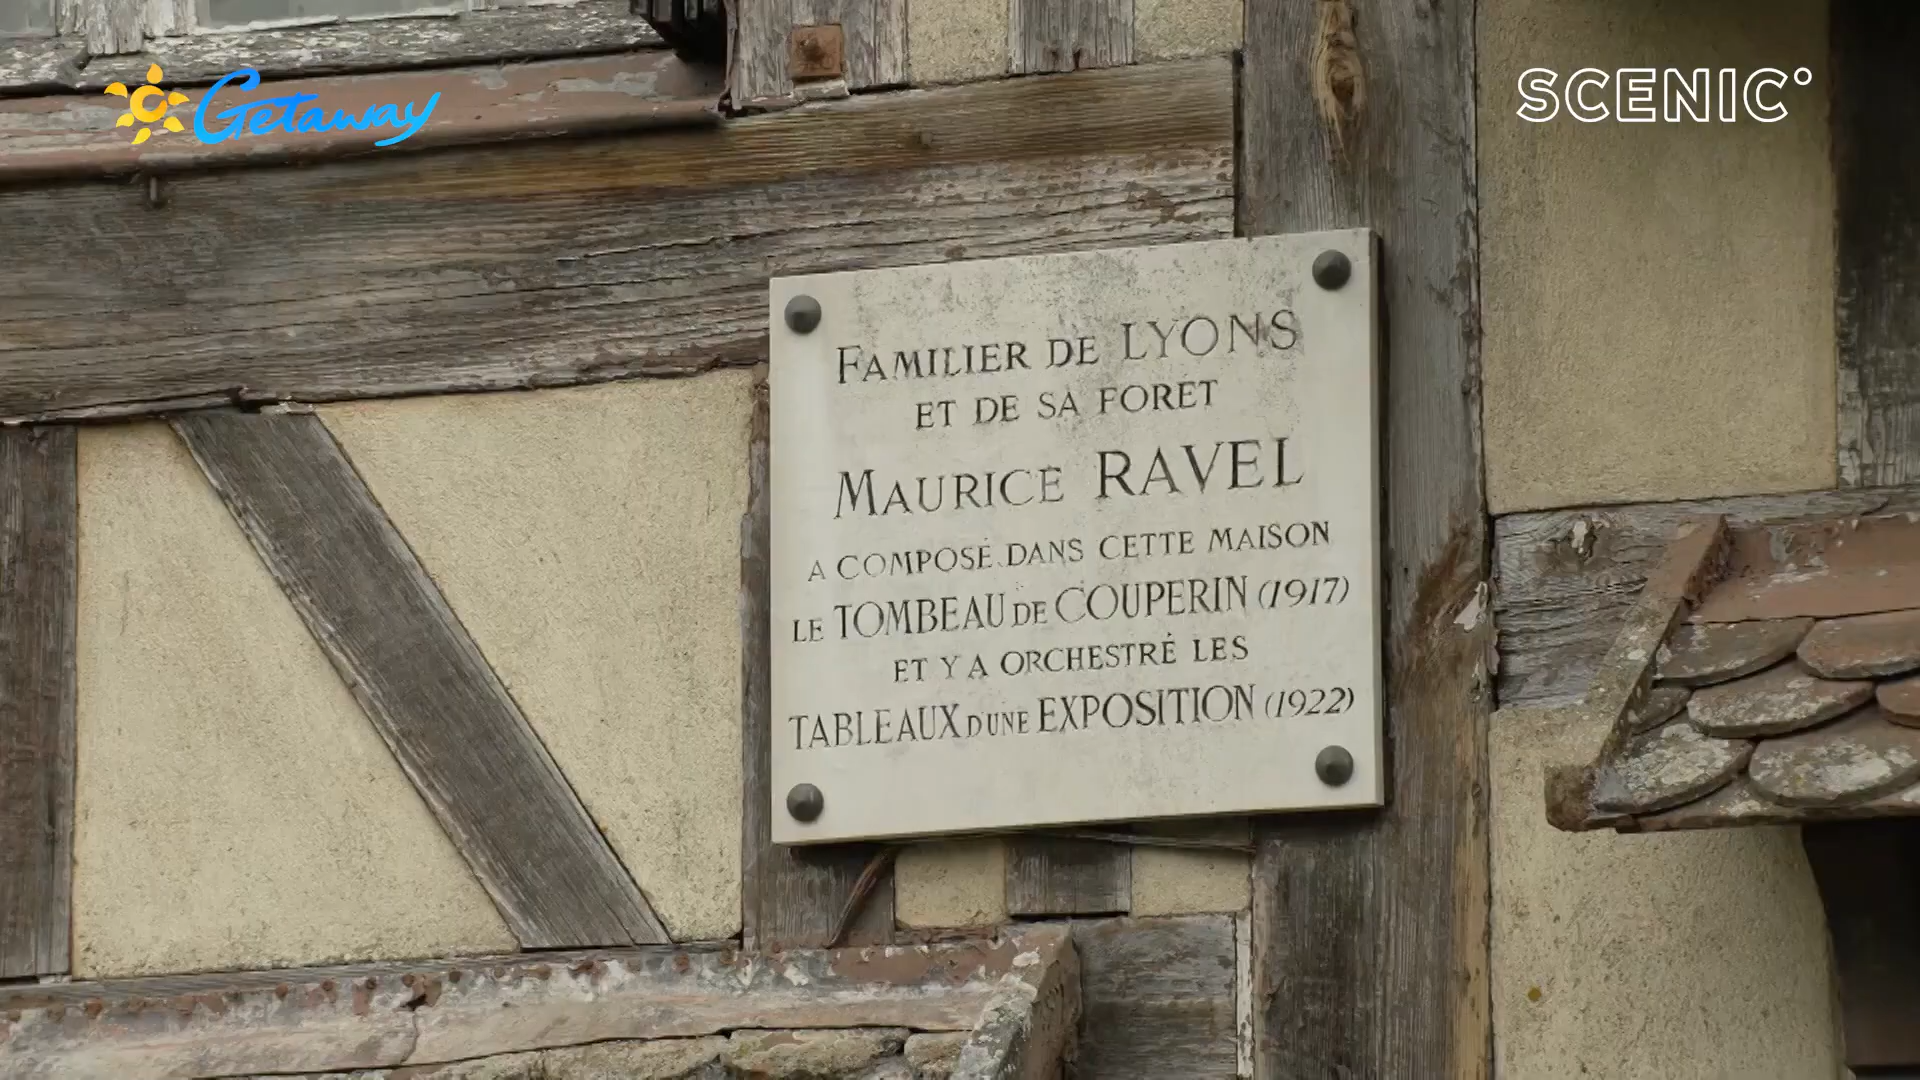 Getaway
SCENIC°
FAMILIER DE LYONS
ET DE SA FORET
MAURICE RAVEL
A COMPOSÉ DANS CETTE MAISON
LE TOMBEAU DE COUPERIN (1917)
ET Y A ORCHESTRÉ LES
TABLEAUX D'UNE EXPOSITION (1922)